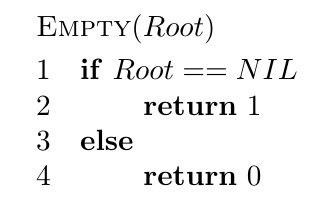 EMPTY(Root)
1 if Root == NIL
2 return 1
3 else
4 return 0